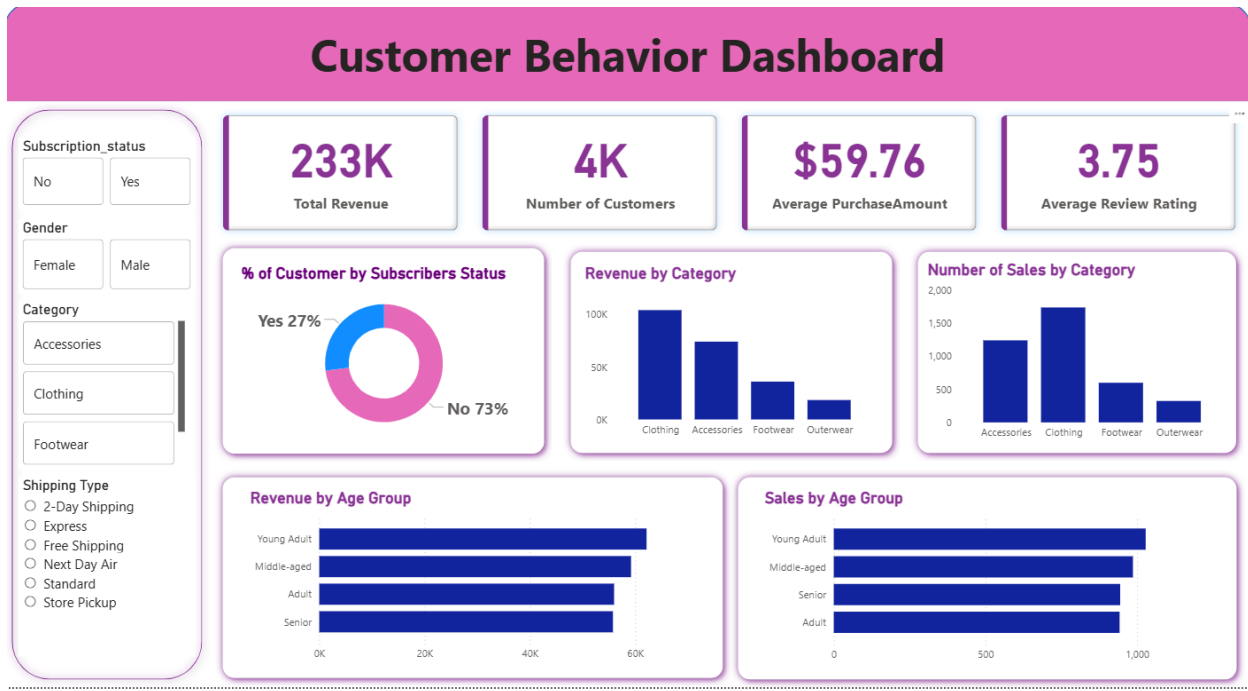 Customer Behavior Dashboard
Subscription_status
No
Yes
Gender
Female
Male
Category
Accessories
Clothing
Footwear
Shipping Type
2-Day Shipping
Express
Free Shipping
Next Day Air
Standard
Store Pickup
233K
Total Revenue
4K
Number of Customers
$59.76
Average PurchaseAmount
3.75
Average Review Rating
% of Customer by Subscribers Status
Yes 27%
No 73%
Revenue by Category
100K
50K
0K
Clothing Accessories Footwear Outerwear
Number of Sales by Category
2,000
1,500
1,000
500
0
Accessories Clothing Footwear Outerwear
Revenue by Age Group
Young Adult
Middle-aged
Adult
Senior
0K 20K 40K 60K
Sales by Age Group
Young Adult
Middle-aged
Senior
Adult
0 500 1,000